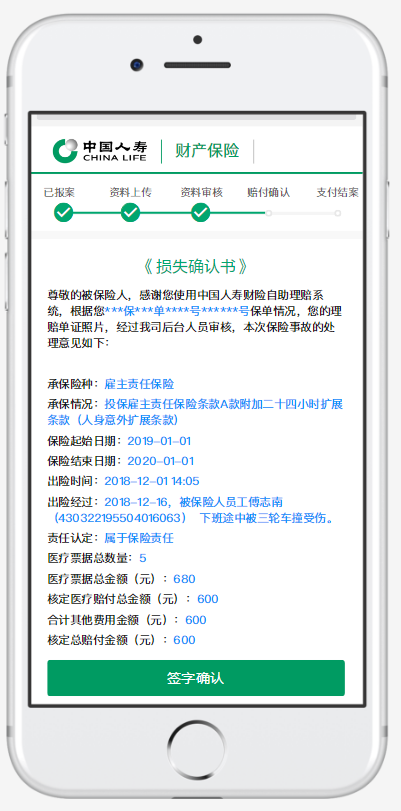 中国人寿
CHINA LIFE
财产保险
已报案 资料上传 资料审核 赔付确认 支付结案
《损失确认书》
尊敬的被保险人，感谢您使用中国人寿财险自助理赔系
统，根据您***保***单****号******号保单情况，您的理
赔单证照片，经过我司后台人员审核，本次保险事故的处
理意见如下：
承保险种：雇主责任保险
承保情况：投保雇主责任保险条款A款附加二十四小时扩展
条款（人身意外扩展条款）
保险起始日期：2019-01-01
保险结束日期：2020-01-01
出险时间：2018-12-01 14:05
出险经过：2018-12-16，被保险人员工傅志南
（430322195504016063） 下班途中被三轮车撞受伤。
责任认定：属于保险责任
医疗票据总数量：5
医疗票据总金额（元）：680
核定医疗赔付总金额（元）：600
合计其他费用金额（元）：600
核定总赔付金额（元）：600
签字确认